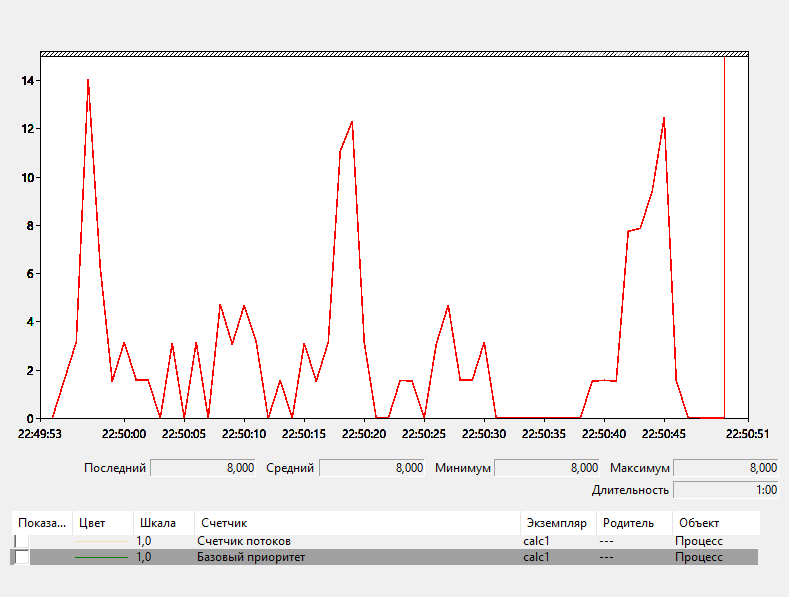 14
12
10
8
6
4
2
0
22:49:53 22:50:00 22:50:05 22:50:10 22:50:15 22:50:20 22:50:25 22:50:30 22:50:35 22:50:40 22:50:45 22:50:51
Последний 8,000 Средний 8,000 Минимум 8,000 Максимум 8,000
Длительность 1:00
Показа... Цвет Шкала Счетчик Экземпляр Родитель Объект
1,0 Счетчик потоков calc1 --- Процесс
1,0 Базовый приоритет calc1 --- Процесс